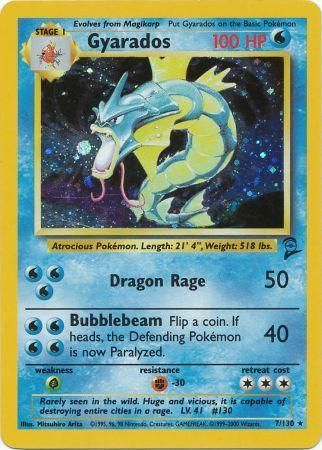 Evolves from Magikarp Put Gyarados on the Basic Pokémon
STAGE 1
Gyarados 100 HP
Atrocious Pokémon. Length: 21' 4", Weight: 518 lbs.
Dragon Rage 50
Bubblebeam Flip a coin. If
heads, the Defending Pokémon
is now Paralyzed.
40
weakness resistance retreat cost
-30
Rarely seen in the wild. Huge and vicious, it is capable of
destroying entire cities in a rage. LV. 41 #130
Illus. Mitsuhiro Arita ©1995, 96, 98 Nintendo, Creatures, GAMEFREAK. ©1999-2000 Wizards. 7/130 ★